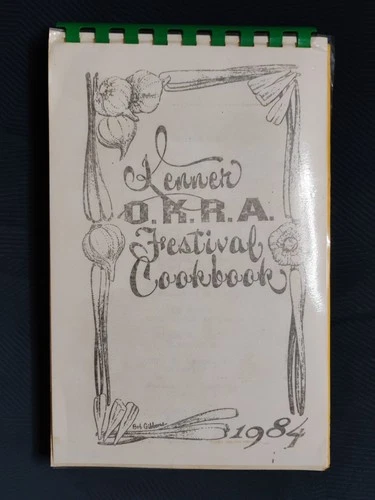 Kenner
O.K.R.A.
Festival
Cookbook
1984